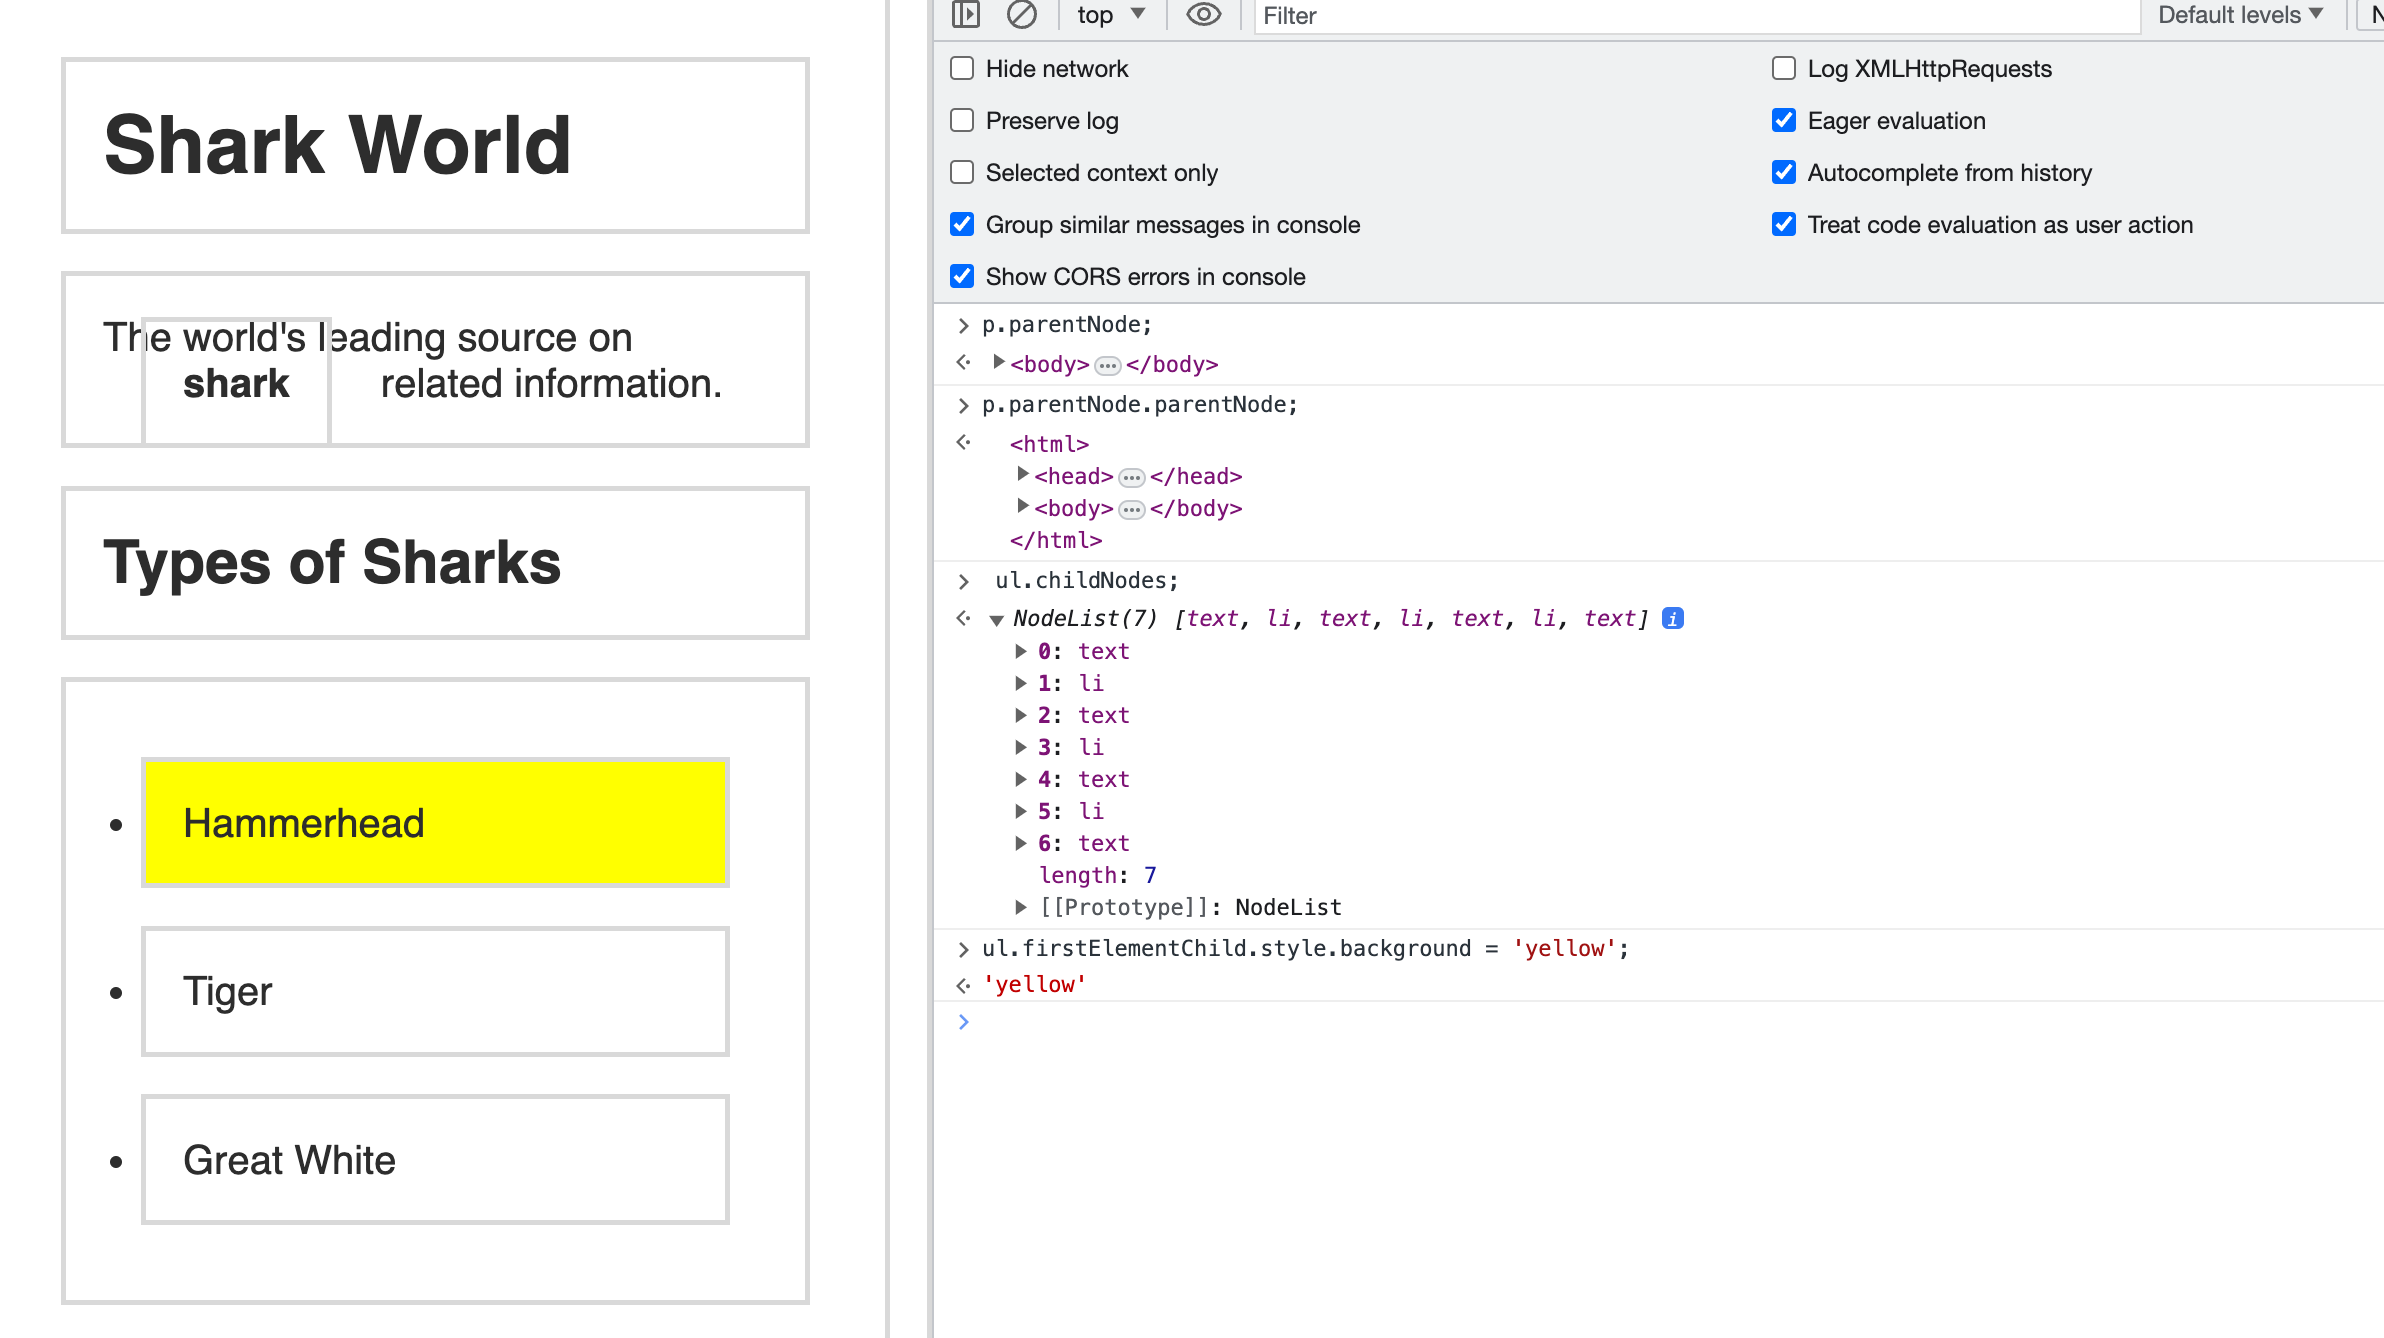 Shark World
The world's leading source on
shark related information.
Types of Sharks
• Hammerhead
• Tiger
• Great White
top ▼ Filter Default levels ▼ N
Hide network Log XMLHttpRequests
Preserve log Eager evaluation
Selected context only Autocomplete from history
Group similar messages in console Treat code evaluation as user action
Show CORS errors in console
> p.parentNode;
<body>…</body>
> p.parentNode.parentNode;
<html>
<head>…</head>
<body>…</body>
</html>
> ul.childNodes;
NodeList(7) [text, li, text, li, text, li, text] i
0: text
1: li
2: text
3: li
4: text
5: li
6: text
length: 7
[[Prototype]]: NodeList
> ul.firstElementChild.style.background = 'yellow';
'yellow'
>